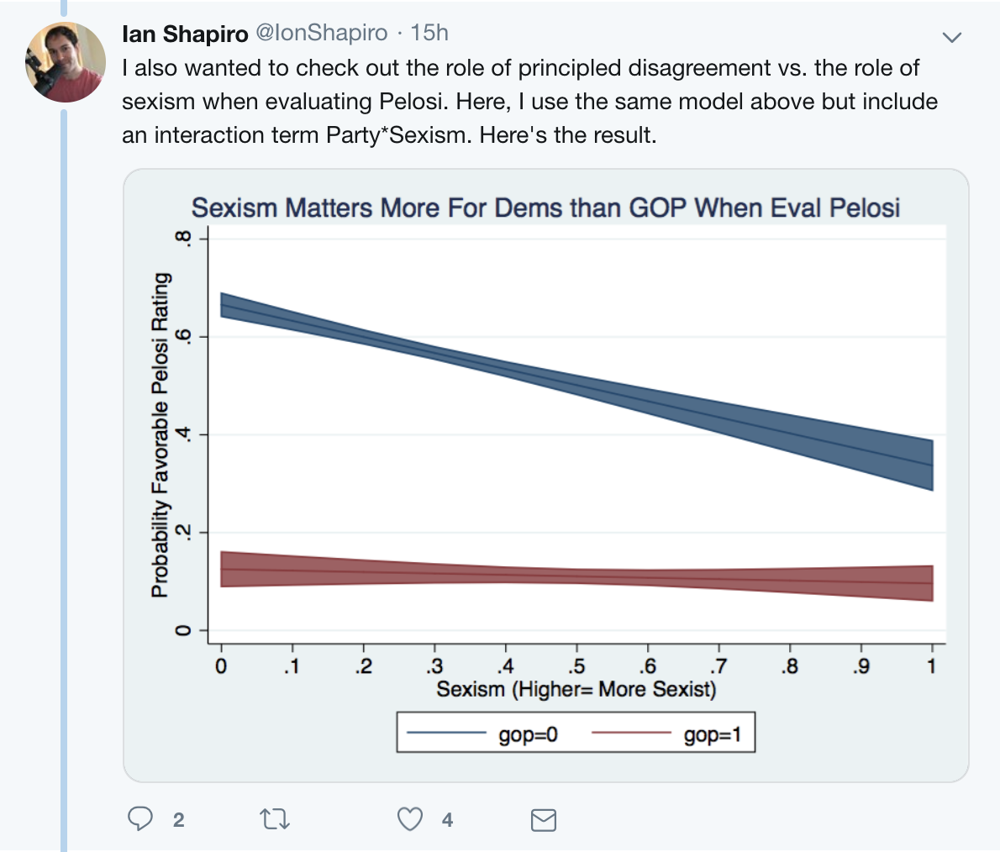 Ian Shapiro @IonShapiro · 15h
I also wanted to check out the role of principled disagreement vs. the role of
sexism when evaluating Pelosi. Here, I use the same model above but include
an interaction term Party*Sexism. Here's the result.
Sexism Matters More For Dems than GOP When Eval Pelosi
Probability Favorable Pelosi Rating
.8
.6
.4
.2
0
0 .1 .2 .3 .4 .5 .6 .7 .8 .9 1
Sexism (Higher= More Sexist)
gop=0 gop=1
2 4